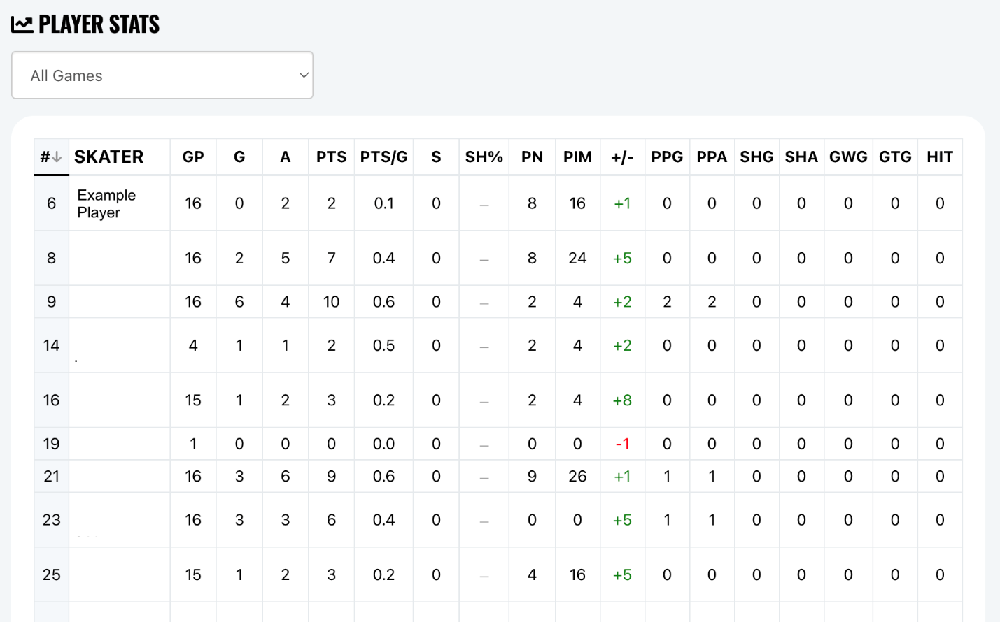 PLAYER STATS
All Games
# SKATER GP G A PTS PTS/G S SH% PN PIM +/- PPG PPA SHG SHA GWG GTG HIT
6 Example Player 16 0 2 2 0.1 0 – 8 16 +1 0 0 0 0 0 0 0
8 16 2 5 7 0.4 0 – 8 24 +5 0 0 0 0 0 0 0
9 16 6 4 10 0.6 0 – 2 4 +2 2 2 0 0 0 0 0
14 . 4 1 1 2 0.5 0 – 2 4 +2 0 0 0 0 0 0 0
16 15 1 2 3 0.2 0 – 2 4 +8 0 0 0 0 0 0 0
19 1 0 0 0 0.0 0 – 0 0 -1 0 0 0 0 0 0 0
21 16 3 6 9 0.6 0 – 9 26 +1 1 1 0 0 0 0 0
23 16 3 3 6 0.4 0 – 0 0 +5 1 1 0 0 0 0 0
25 15 1 2 3 0.2 0 – 4 16 +5 0 0 0 0 0 0 0